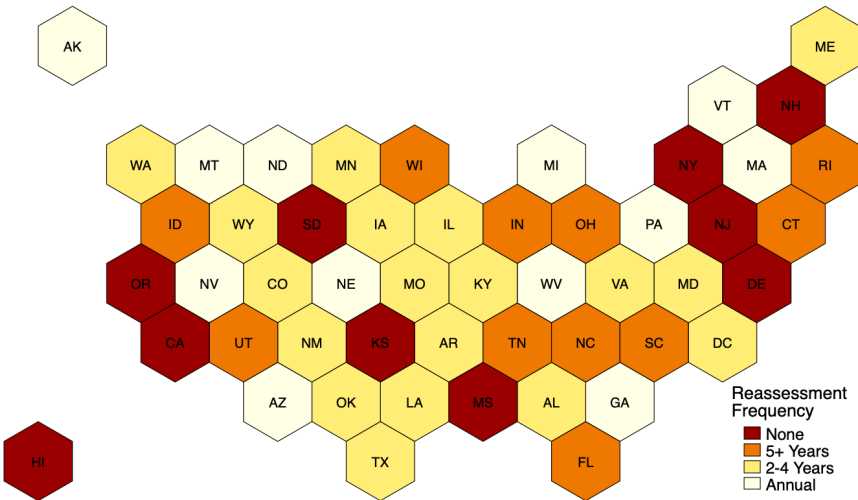 AK
ME
VT NH
WA MT ND MN WI MI NY MA RI
ID WY SD IA IL IN OH PA NJ CT
OR NV CO NE MO KY WV VA MD DE
CA UT NM KS AR TN NC SC DC
AZ OK LA MS AL GA
HI TX FL
Reassessment
Frequency
None
5+ Years
2-4 Years
Annual